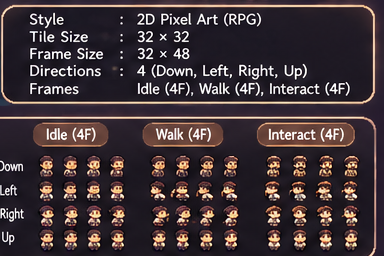 Style : 2D Pixel Art (RPG)
Tile Size : 32 × 32
Frame Size : 32 × 48
Directions : 4 (Down, Left, Right, Up)
Frames Idle (4F), Walk (4F), Interact (4F)
Idle (4F) Walk (4F) Interact (4F)
Down
Left
Right
Up